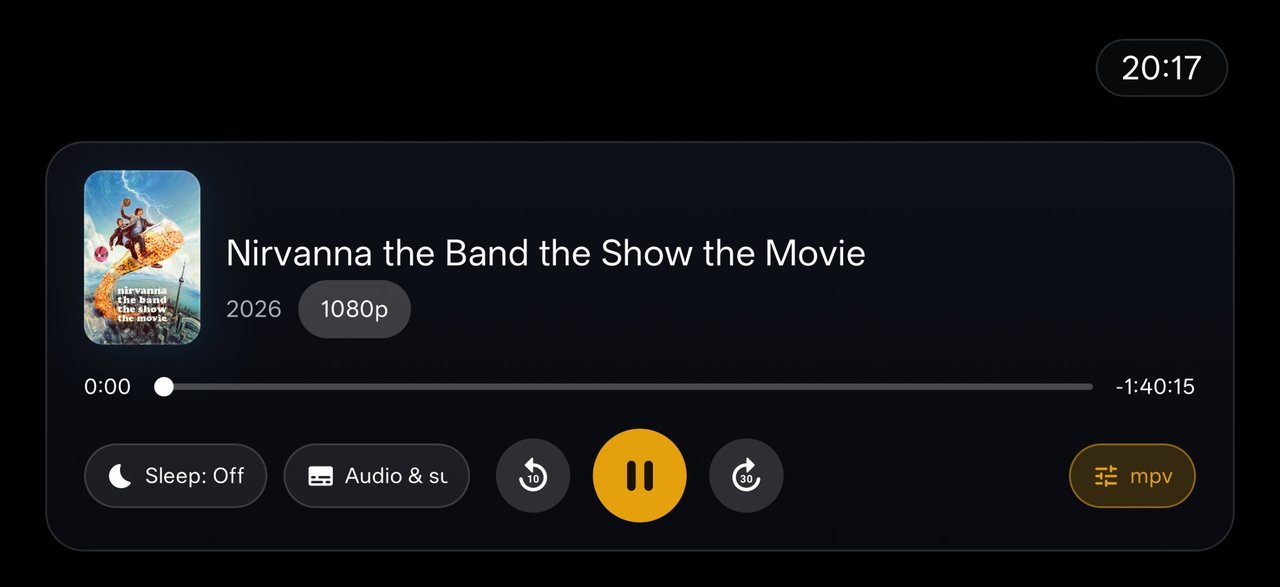 20:17
Nirvanna the Band the Show the Movie
nirvanna
the band
the show
the movie
2026 1080p
0:00 -1:40:15
Sleep: Off Audio & su 10 30 mpv